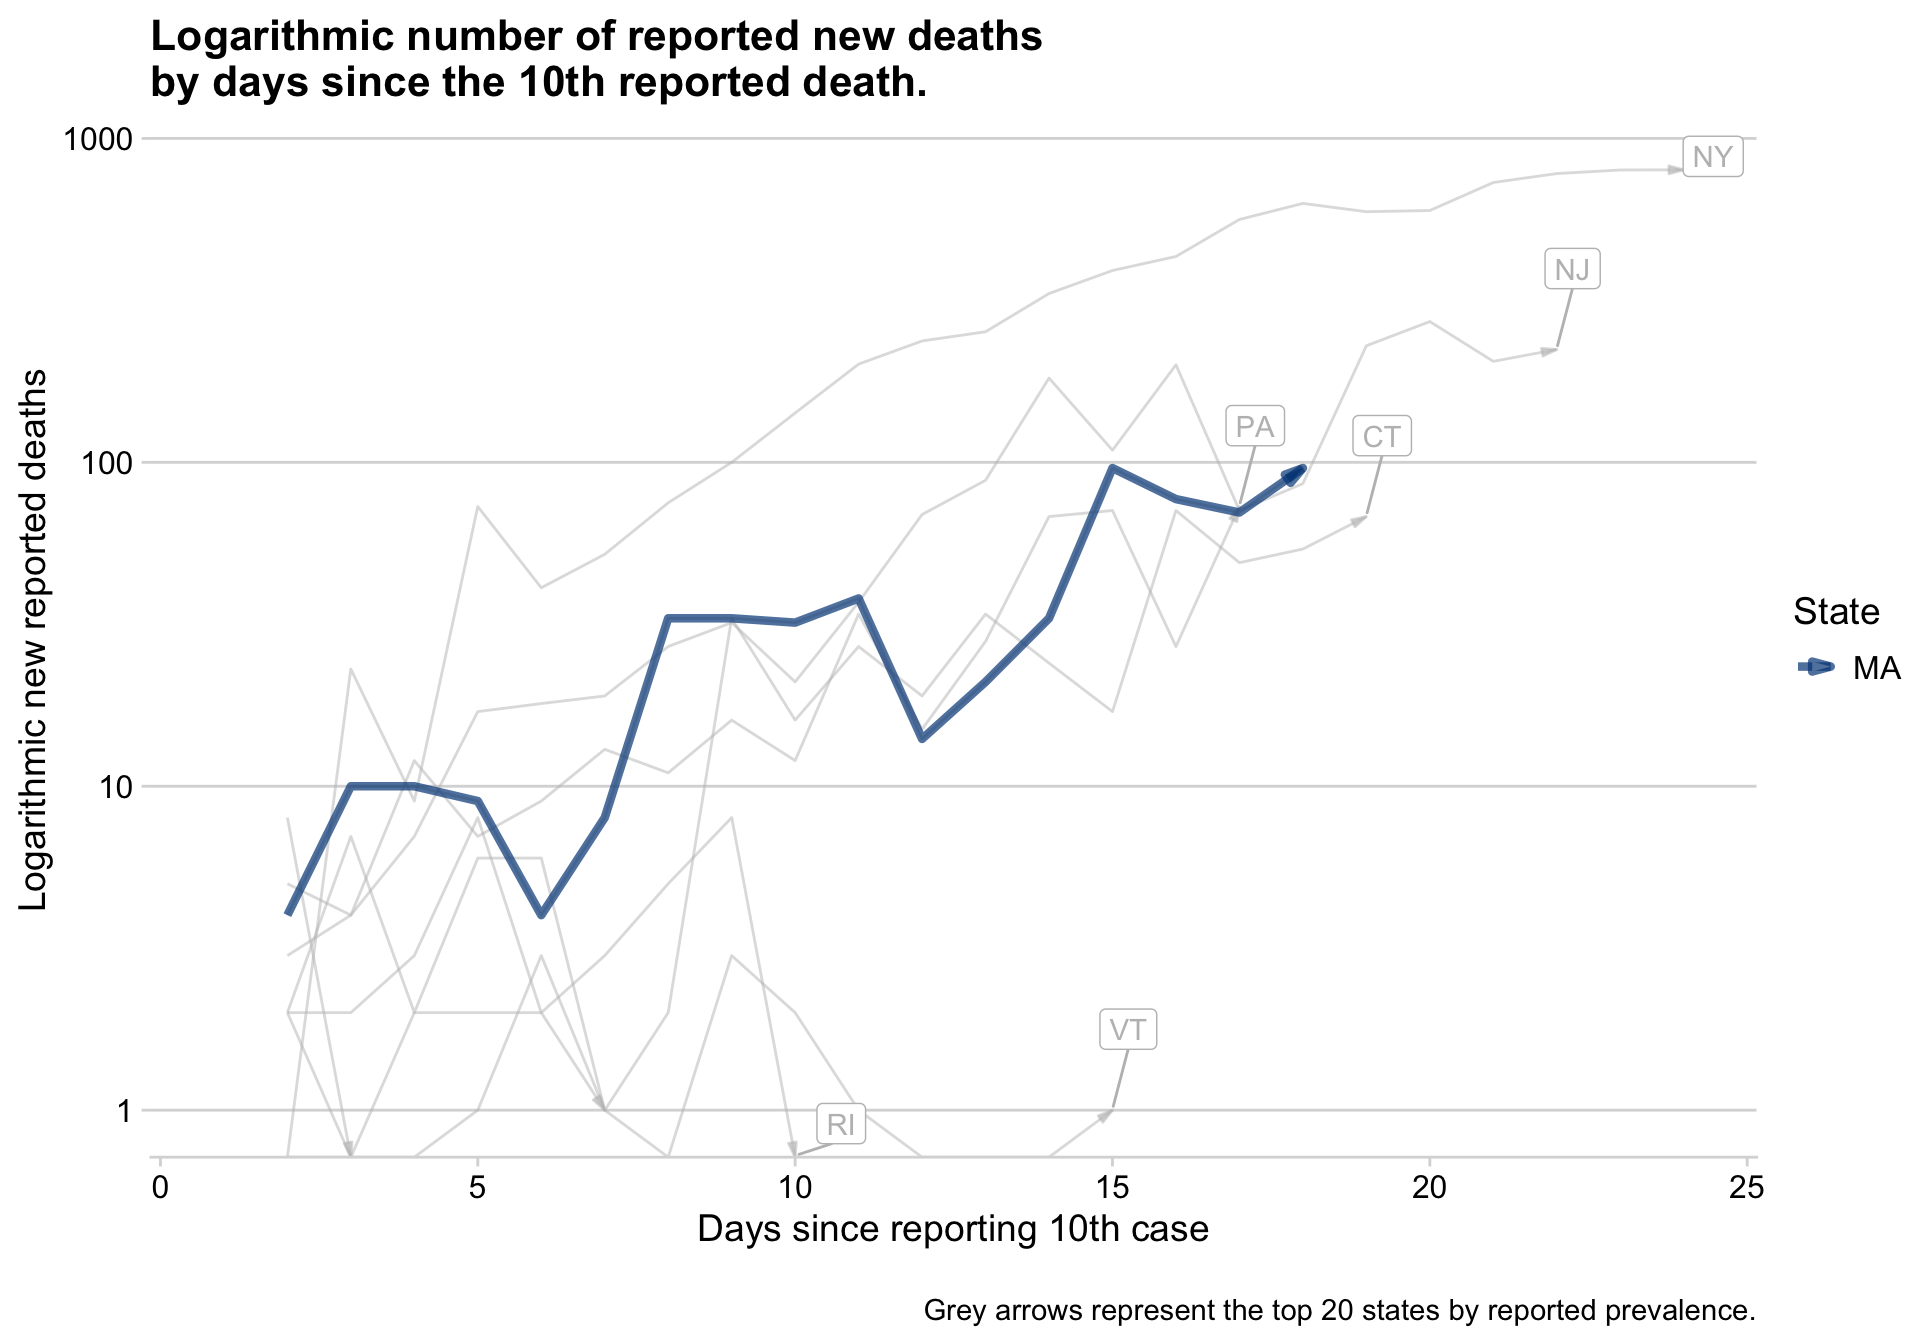 Logarithmic number of reported new deaths
by days since the 10th reported death.
1000
NY
NJ
PA
CT
100
Logarithmic new reported deaths
State
MA
10
VT
1
RI
0 5 10 15 20 25
Days since reporting 10th case
Grey arrows represent the top 20 states by reported prevalence.